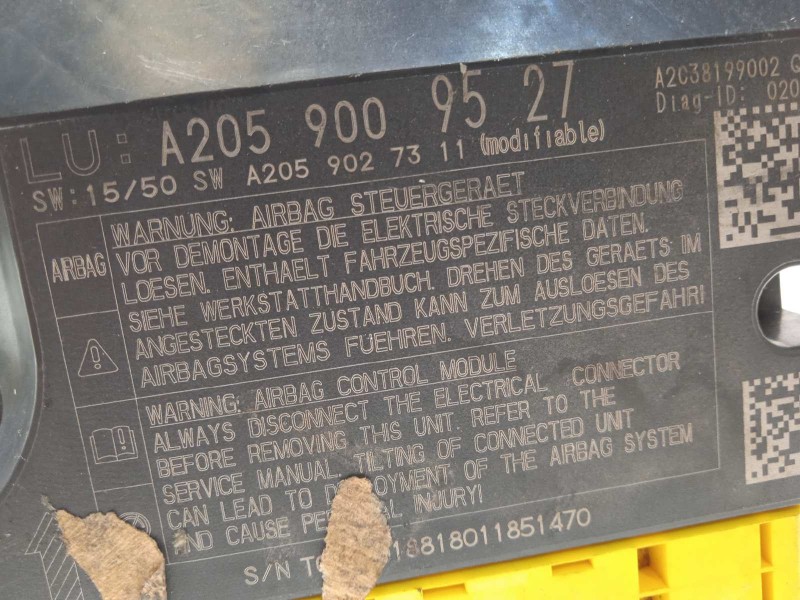 LU: A205 900 95 27
A2C38199002
Diag-ID: 020
SW:15/50 SW A205 902 73 11 (modifiable)
AIRBAG
WARNUNG: AIRBAG STEUERGERAET
VOR DEMONTAGE DIE ELEKTRISCHE STECKVERBINDUNG
LOESEN. ENTHAELT FAHRZEUGSPEZIFISCHE DATEN.
SIEHE WERKSTATTHANDBUCH. DREHEN DES GERAETS IM
ANGESTECKTEN ZUSTAND KANN ZUM AUSLOESEN DES
AIRBAGSYSTEMS FUEHREN. VERLETZUNGSGEFAHR!
WARNING: AIRBAG CONTROL MODULE
ALWAYS DISCONNECT THE ELECTRICAL CONNECTOR
BEFORE REMOVING THIS UNIT REFER TO THE
SERVICE MANUAL. TILTING OF CONNECTED UNIT
CAN LEAD TO DEPLOYMENT OF THE AIRBAG SYSTEM
AND CAUSE INJURY!
S/N 18818011851470